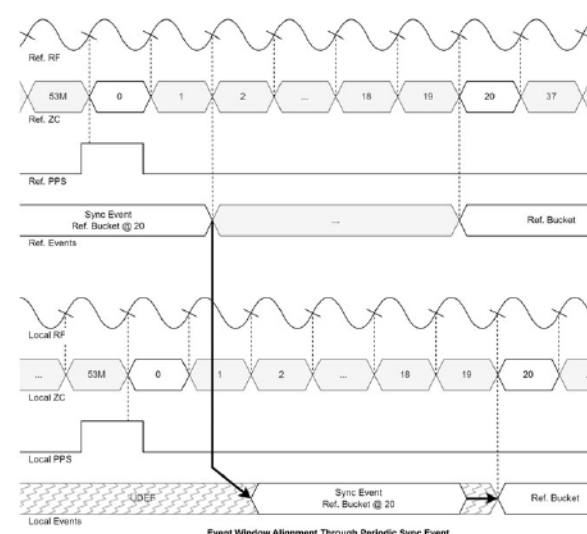 Ref. RF
53M 0 1 2 ... 18 19 20 37
Ref. ZC
Ref. PPS
Sync Event
Ref. Bucket @ 20
...
Ref. Bucket
Ref. Events
Local RF
... 53M 0 1 2 ... 18 19 20
Local ZC
Local PPS
UDEF
Sync Event
Ref. Bucket @ 20
Ref. Bucket
Local Events
Event Window Alignment Through Periodic Sync Event